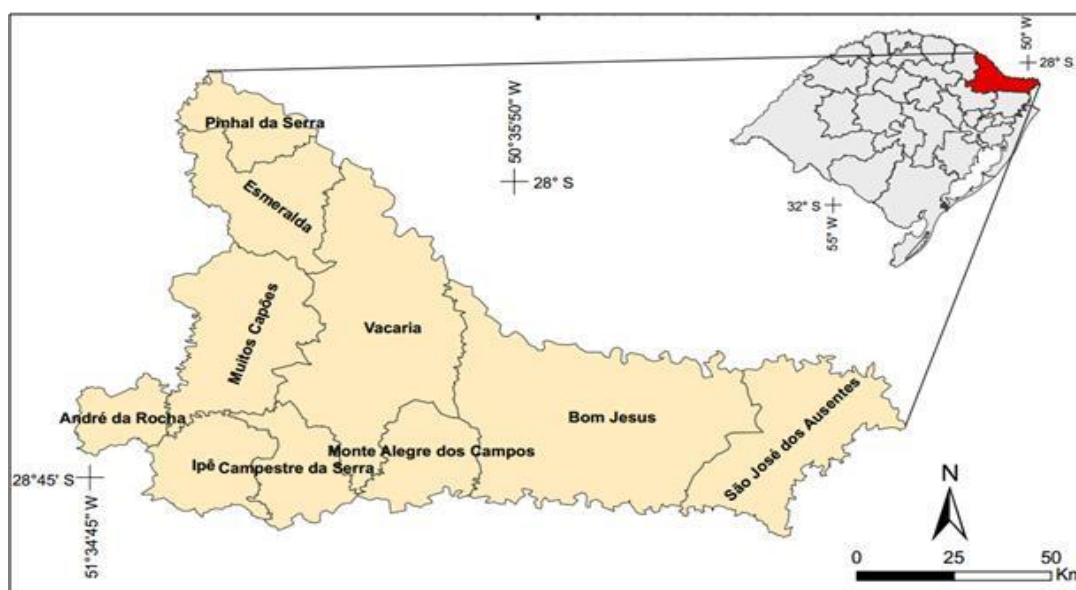 50° W
28° S
Pinhal da Serra
50°35'50" W
28° S
Esmeralda
32° S
55° W
Muitos Capões
Vacaria
André da Rocha
Bom Jesus
São José dos Ausentes
Monte Alegre dos Campos
Ipê
Campestre da Serra
28°45' S
51°34'45" W
N
0 25 50
Km